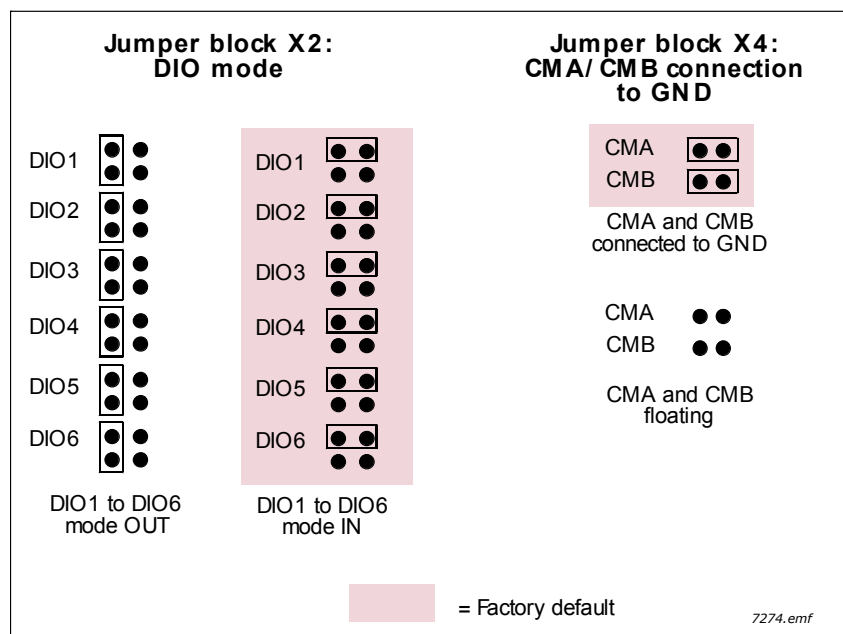 Jumper block X2:
DIO mode
DIO1
DIO2
DIO3
DIO4
DIO5
DIO6
DIO1 to DIO6
mode OUT
DIO1
DIO2
DIO3
DIO4
DIO5
DIO6
DIO1 to DIO6
mode IN
Jumper block X4:
CMA/ CMB connection
to GND
CMA
CMB
CMA and CMB
connected to GND
CMA
CMB
CMA and CMB
floating
= Factory default
7274.emf